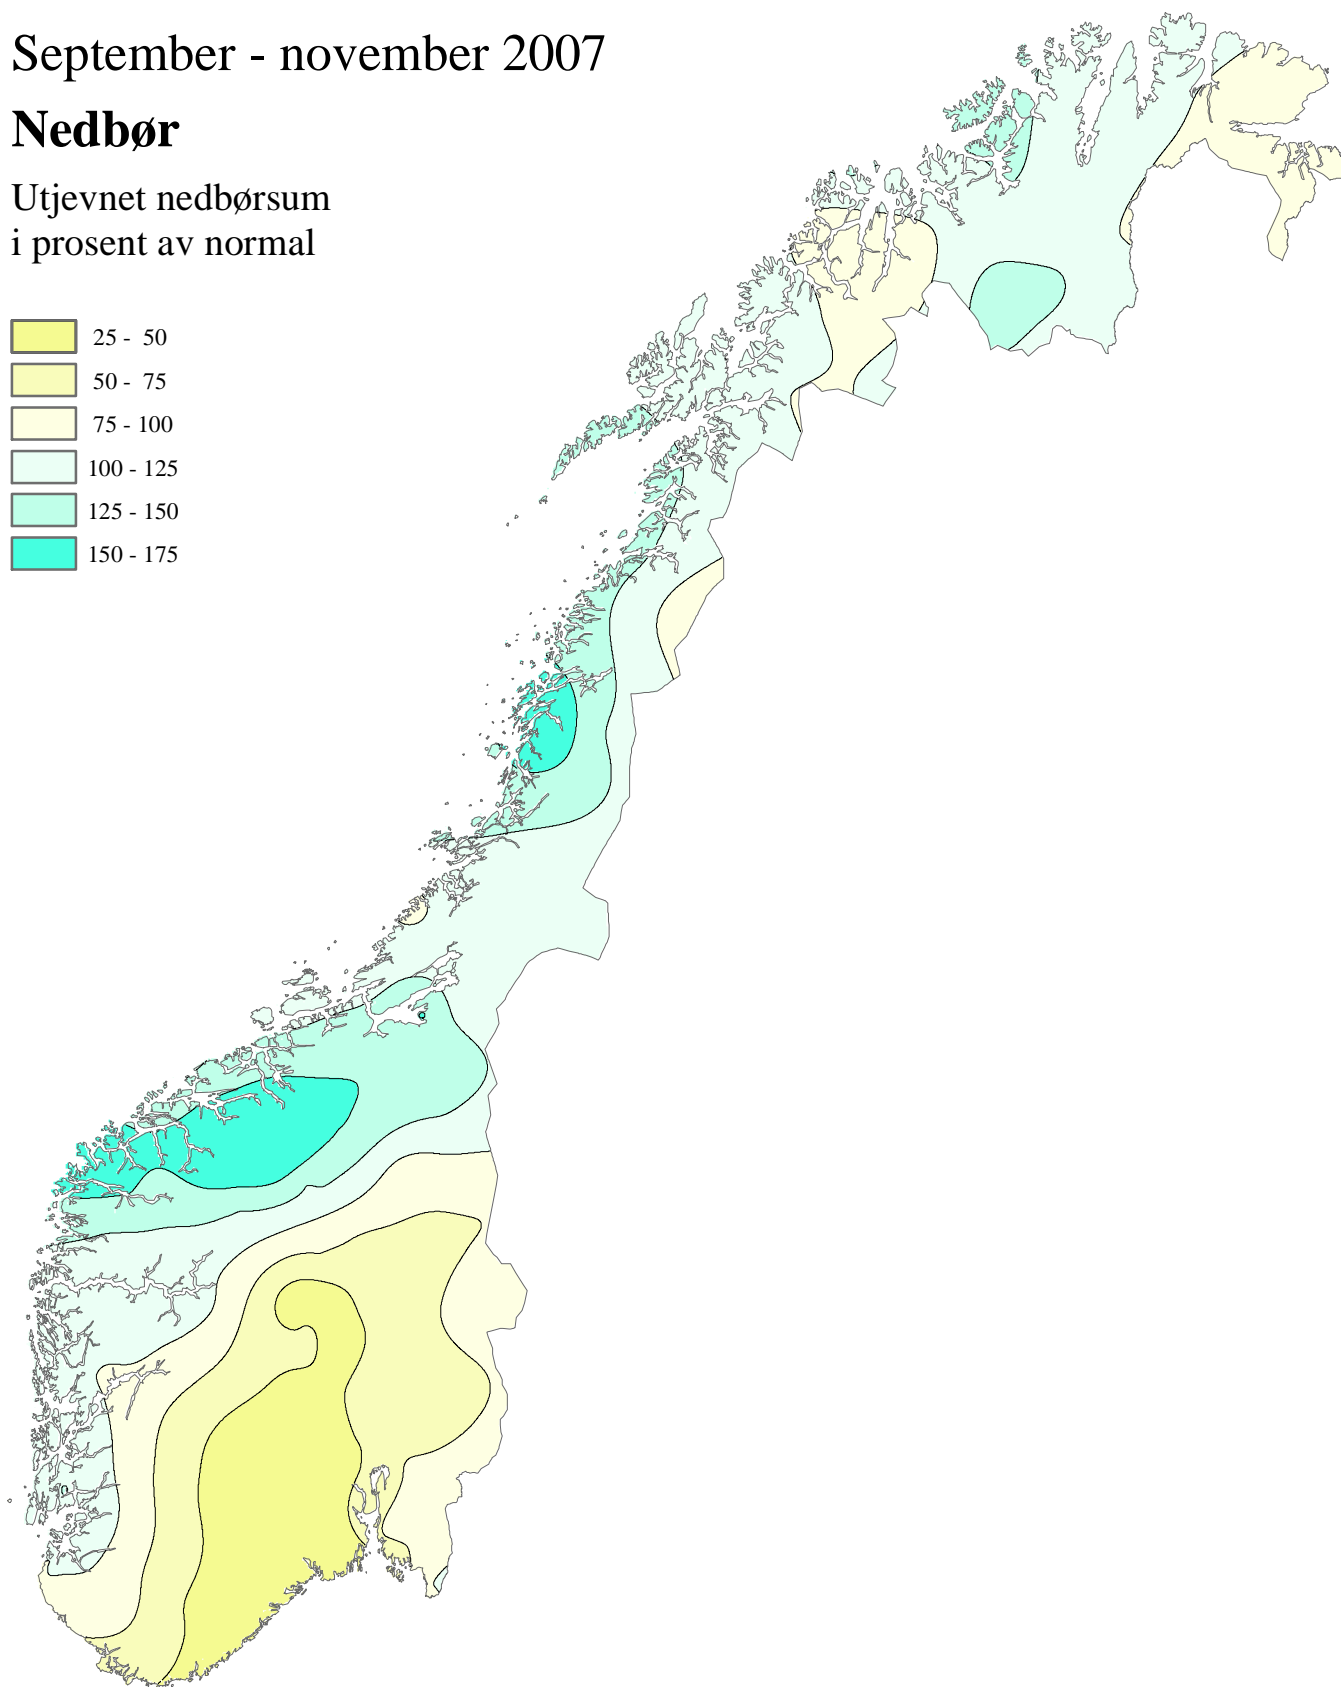 September - november 2007
Nedbør
Utjevnet nedbørsum
i prosent av normal
25 - 50
50 - 75
75 - 100
100 - 125
125 - 150
150 - 175